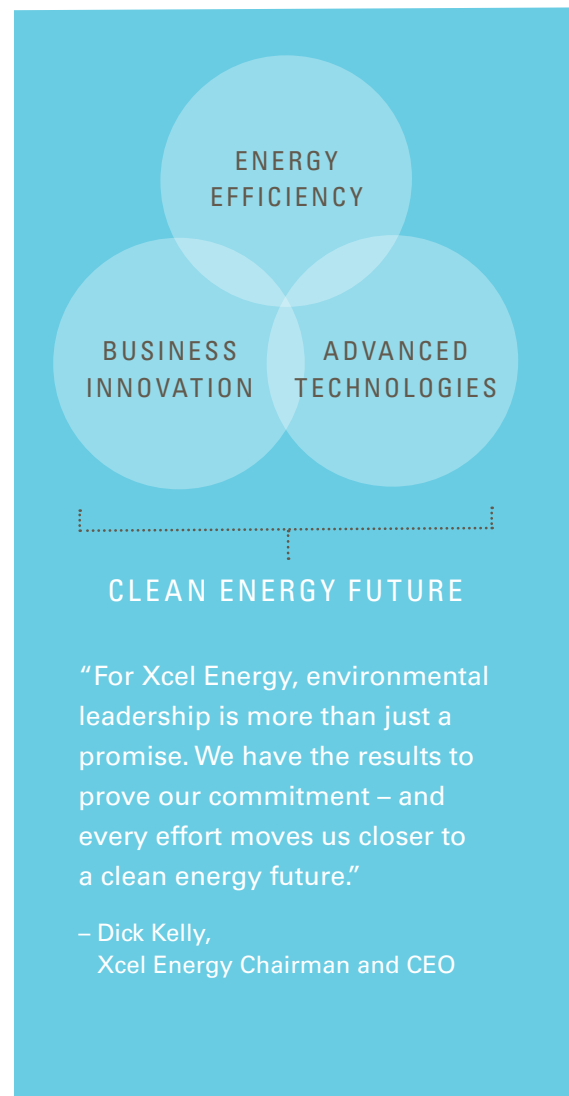 ENERGY
EFFICIENCY
BUSINESS
INNOVATION
ADVANCED
TECHNOLOGIES
CLEAN ENERGY FUTURE
“For Xcel Energy, environmental
leadership is more than just a
promise. We have the results to
prove our commitment – and
every effort moves us closer to
a clean energy future.”
– Dick Kelly,
Xcel Energy Chairman and CEO